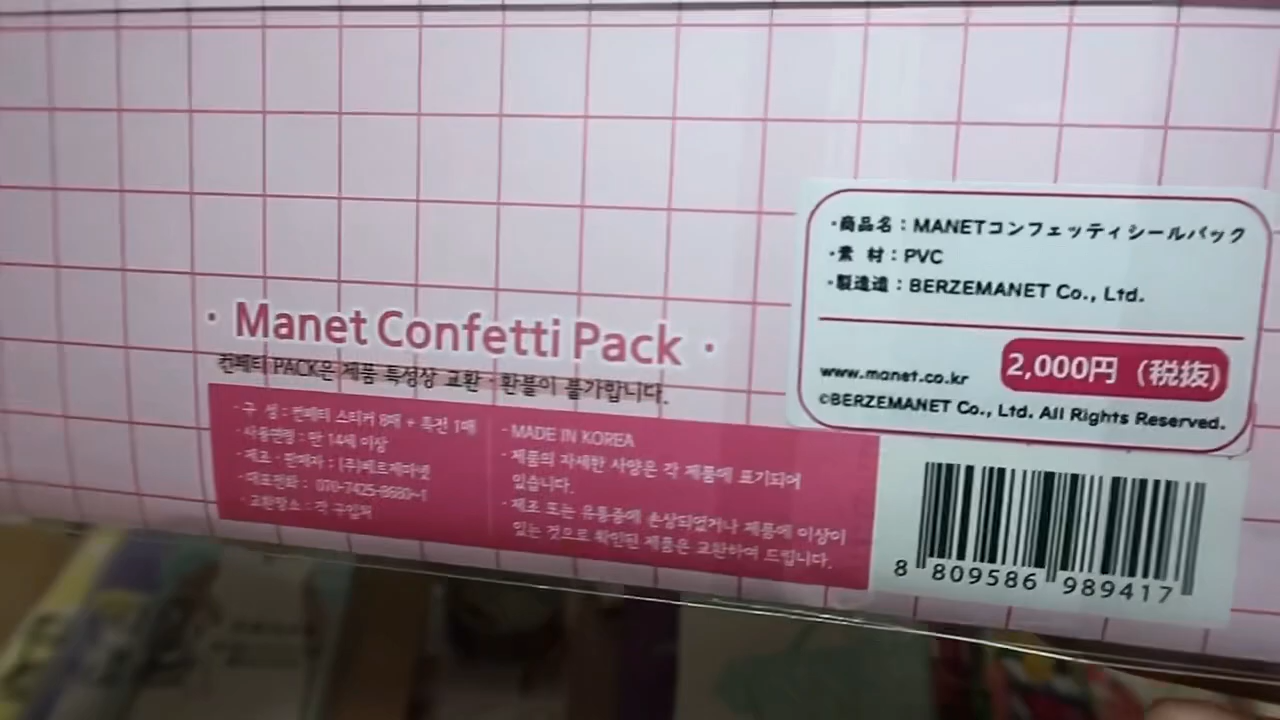 · Manet Confetti Pack ·
컨페티 PACK은 제품 특성상 교환 · 환불이 불가합니다.
· 구 성 : 컨페티 스티커 8매 + 특전 1매
· 사용연령 : 만 14세 이상
· 제조 · 판매자 : (주)베르제마넷
· 대표전화 : 070-7425-8680~1
· 교환장소 : 각 구입처
· MADE IN KOREA
· 제품의 자세한 사양은 각 제품에 표기되어
있습니다.
· 제조 또는 유통중에 손상되었거나 제품에 이상이
있는 것으로 확인된 제품은 교환하여 드립니다.
·商品名：MANETコンフェッティシールパック
·素 材：PVC
·製造造：BERZEMANET Co., Ltd.
www.manet.co.kr
2,000円（税抜）
©BERZEMANET Co., Ltd. All Rights Reserved.
8 809586 989417